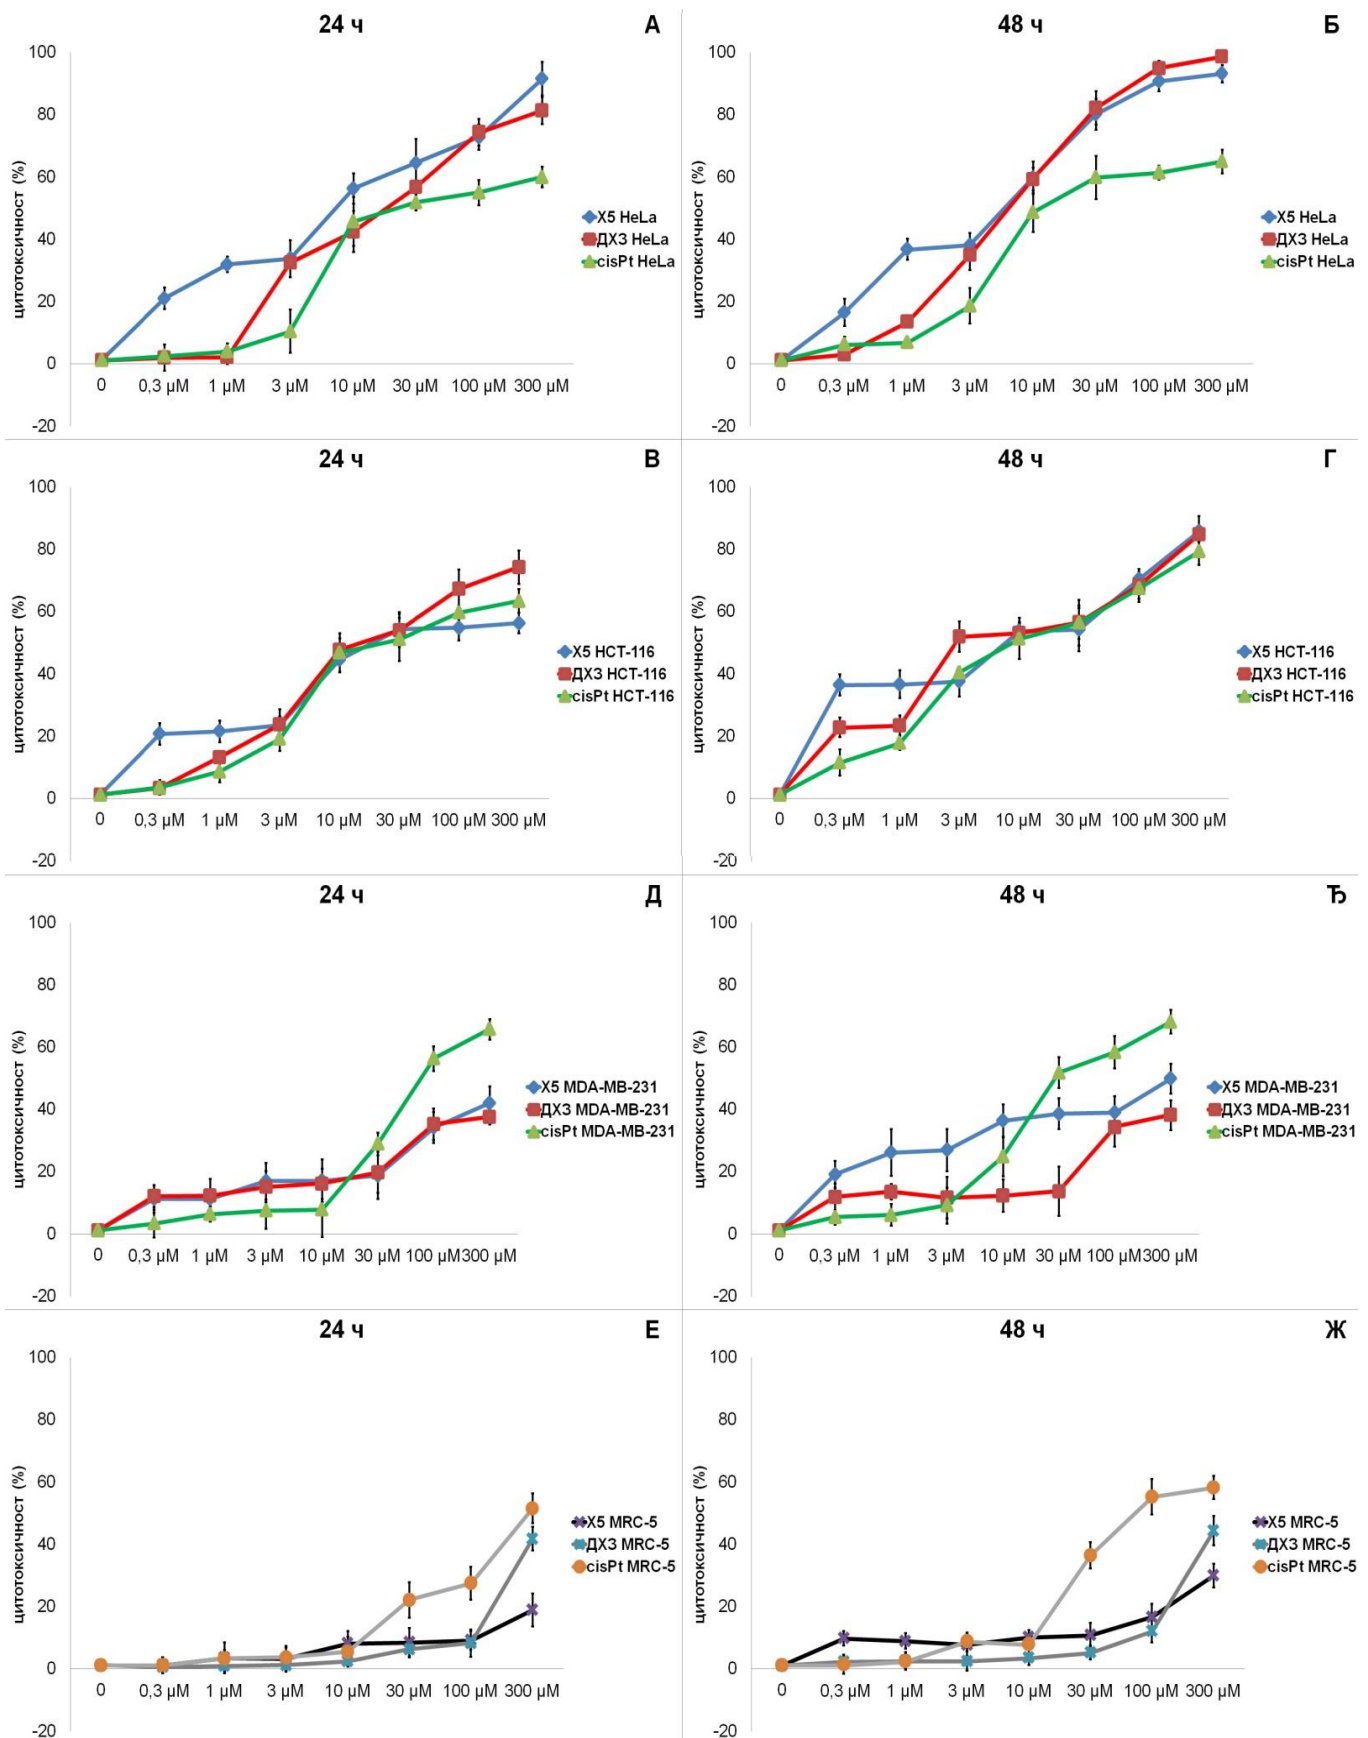 24 ч
А
100
80
60
40
20
0
-20
цитотоксичност (%)
0 0,3 µM 1 µM 3 µM 10 µM 30 µM 100 µM 300 µM
X5 HeLa
ДХ3 HeLa
cisPt HeLa
48 ч
Б
100
80
60
40
20
0
-20
цитотоксичност (%)
0 0,3 µM 1 µM 3 µM 10 µM 30 µM 100 µM 300 µM
X5 HeLa
ДХ3 HeLa
cisPt HeLa
24 ч
В
100
80
60
40
20
0
-20
цитотоксичност (%)
0 0,3 µM 1 µM 3 µM 10 µM 30 µM 100 µM 300 µM
X5 HCT-116
ДХ3 HCT-116
cisPt HCT-116
48 ч
Г
100
80
60
40
20
0
-20
цитотоксичност (%)
0 0,3 µM 1 µM 3 µM 10 µM 30 µM 100 µM 300 µM
X5 HCT-116
ДХ3 HCT-116
cisPt HCT-116
24 ч
Д
100
80
60
40
20
0
-20
цитотоксичност (%)
0 0,3 µM 1 µM 3 µM 10 µM 30 µM 100 µM 300 µM
X5 MDA-MB-231
ДХ3 MDA-MB-231
cisPt MDA-MB-231
48 ч
Ђ
100
80
60
40
20
0
-20
цитотоксичност (%)
0 0,3 µM 1 µM 3 µM 10 µM 30 µM 100 µM 300 µM
X5 MDA-MB-231
ДХ3 MDA-MB-231
cisPt MDA-MB-231
24 ч
Е
100
80
60
40
20
0
-20
цитотоксичност (%)
0 0,3 µM 1 µM 3 µM 10 µM 30 µM 100 µM 300 µM
X5 MRC-5
ДХ3 MRC-5
cisPt MRC-5
48 ч
Ж
100
80
60
40
20
0
-20
цитотоксичност (%)
0 0,3 µM 1 µM 3 µM 10 µM 30 µM 100 µM 300 µM
X5 MRC-5
ДХ3 MRC-5
cisPt MRC-5